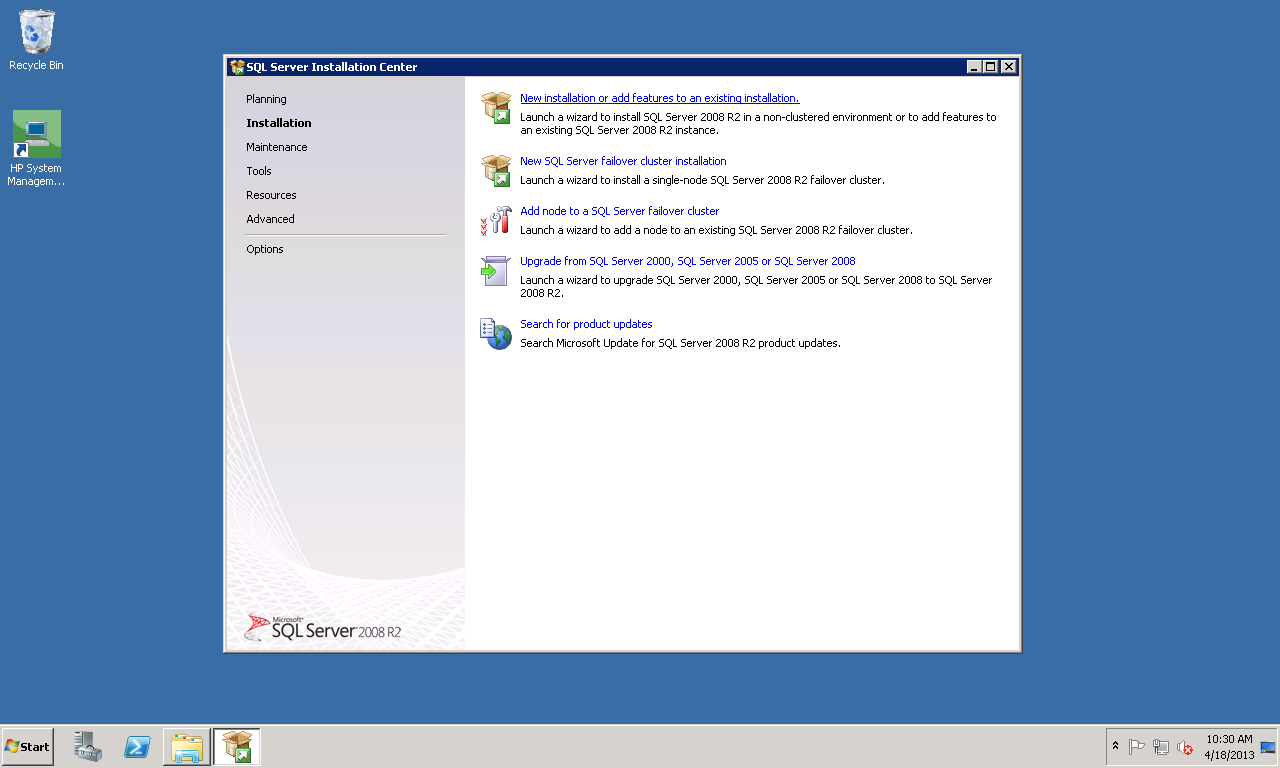 Recycle Bin
HP System
Managem...
SQL Server Installation Center
Planning
Installation
Maintenance
Tools
Resources
Advanced
Options
New installation or add features to an existing installation.
Launch a wizard to install SQL Server 2008 R2 in a non-clustered environment or to add features to
an existing SQL Server 2008 R2 instance.
New SQL Server failover cluster installation
Launch a wizard to install a single-node SQL Server 2008 R2 failover cluster.
Add node to a SQL Server failover cluster
Launch a wizard to add a node to an existing SQL Server 2008 R2 failover cluster.
Upgrade from SQL Server 2000, SQL Server 2005 or SQL Server 2008
Launch a wizard to upgrade SQL Server 2000, SQL Server 2005 or SQL Server 2008 to SQL Server
2008 R2.
Search for product updates
Search Microsoft Update for SQL Server 2008 R2 product updates.
Microsoft®
SQL Server 2008 R2
Start
10:30 AM
4/18/2013